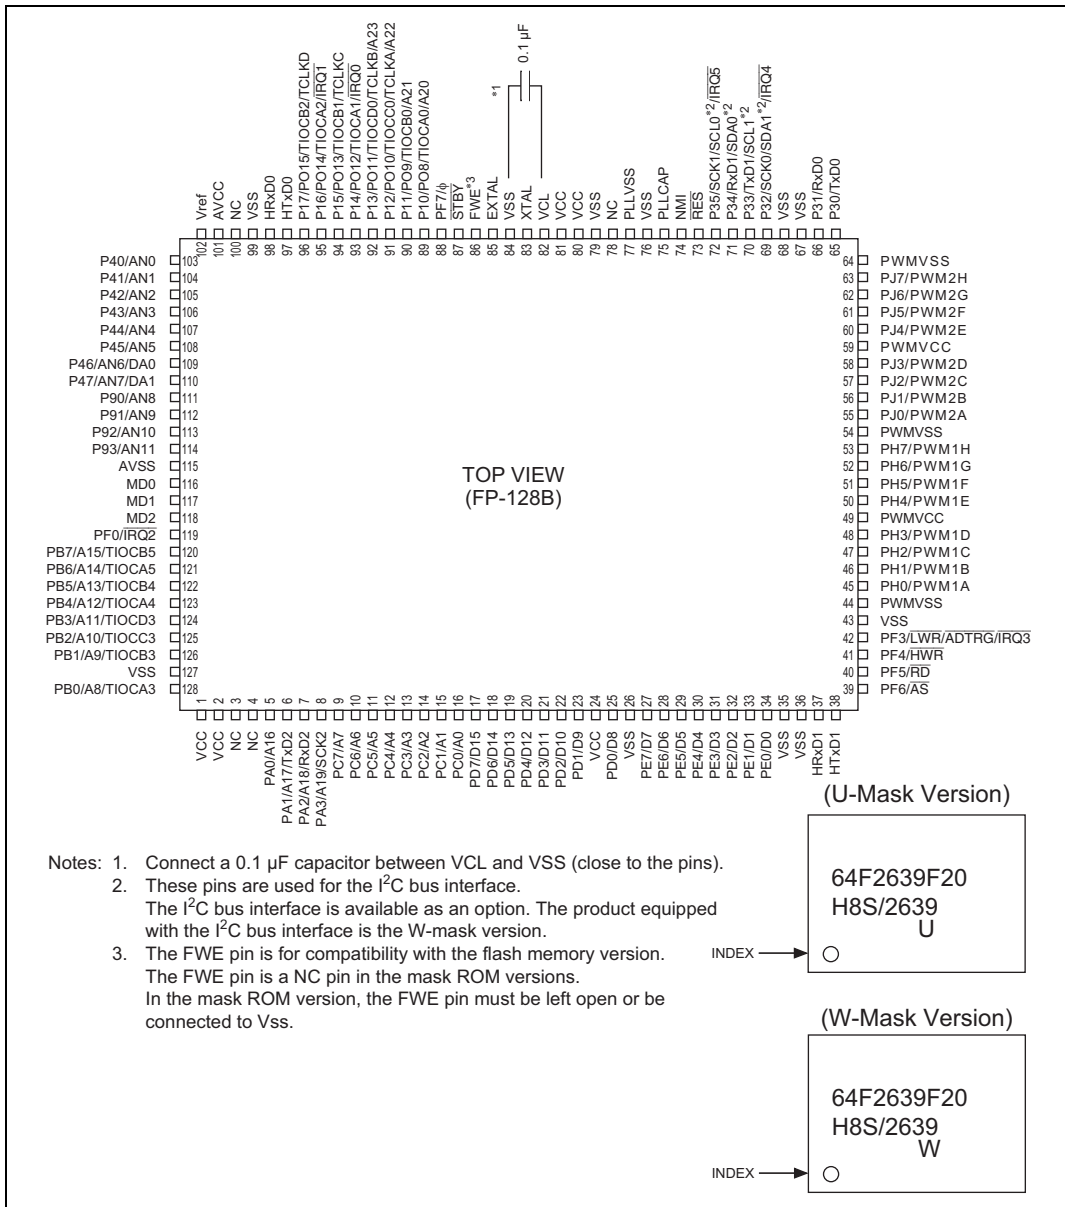 0.1 µF
*1
Vref
AVCC
NC
VSS
HRxD0
HTxD0
P17/PO15/TIOCB2/TCLKD
P16/PO14/TIOCA2/IRQ1
P15/PO13/TIOCB1/TCLKC
P14/PO12/TIOCA1/IRQ0
P13/PO11/TIOCD0/TCLKB/A23
P12/PO10/TIOCC0/TCLKA/A22
P11/PO9/TIOCB0/A21
P10/PO8/TIOCA0/A20
PF7/ϕ
STBY
FWE*3
EXTAL
VSS
XTAL
VCL
VCC
VCC
VSS
NC
PLLVSS
VSS
PLLCAP
NMI
RES
P35/SCK1/SCL0*2/IRQ5
P34/RxD1/SDA0*2
P33/TxD1/SCL1*2
P32/SCK0/SDA1*2/IRQ4
VSS
VSS
P31/RxD0
P30/TxD0
102 101 100 99 98 97 96 95 94 93 92 91 90 89 88 87 86 85 84 83 82 81 80 79 78 77 76 75 74 73 72 71 70 69 68 67 66 65
P40/AN0 103
P41/AN1 104
P42/AN2 105
P43/AN3 106
P44/AN4 107
P45/AN5 108
P46/AN6/DA0 109
P47/AN7/DA1 110
P90/AN8 111
P91/AN9 112
P92/AN10 113
P93/AN11 114
AVSS 115
MD0 116
MD1 117
MD2 118
PF0/IRQ2 119
PB7/A15/TIOCB5 120
PB6/A14/TIOCA5 121
PB5/A13/TIOCB4 122
PB4/A12/TIOCA4 123
PB3/A11/TIOCD3 124
PB2/A10/TIOCC3 125
PB1/A9/TIOCB3 126
VSS 127
PB0/A8/TIOCA3 128
TOP VIEW
(FP-128B)
64 PWMVSS
63 PJ7/PWM2H
62 PJ6/PWM2G
61 PJ5/PWM2F
60 PJ4/PWM2E
59 PWMVCC
58 PJ3/PWM2D
57 PJ2/PWM2C
56 PJ1/PWM2B
55 PJ0/PWM2A
54 PWMVSS
53 PH7/PWM1H
52 PH6/PWM1G
51 PH5/PWM1F
50 PH4/PWM1E
49 PWMVCC
48 PH3/PWM1D
47 PH2/PWM1C
46 PH1/PWM1B
45 PH0/PWM1A
44 PWMVSS
43 VSS
42 PF3/LWR/ADTRG/IRQ3
41 PF4/HWR
40 PF5/RD
39 PF6/AS
1 2 3 4 5 6 7 8 9 10 11 12 13 14 15 16 17 18 19 20 21 22 23 24 25 26 27 28 29 30 31 32 33 34 35 36 37 38
VCC
VCC
NC
NC
PA0/A16
PA1/A17/TxD2
PA2/A18/RxD2
PA3/A19/SCK2
PC7/A7
PC6/A6
PC5/A5
PC4/A4
PC3/A3
PC2/A2
PC1/A1
PC0/A0
PD7/D15
PD6/D14
PD5/D13
PD4/D12
PD3/D11
PD2/D10
PD1/D9
VCC
PD0/D8
VSS
PE7/D7
PE6/D6
PE5/D5
PE4/D4
PE3/D3
PE2/D2
PE1/D1
PE0/D0
VSS
VSS
HRxD1
HTxD1
Notes: 1. Connect a 0.1 µF capacitor between VCL and VSS (close to the pins).
2. These pins are used for the I²C bus interface.
The I²C bus interface is available as an option. The product equipped
with the I²C bus interface is the W-mask version.
3. The FWE pin is for compatibility with the flash memory version.
The FWE pin is a NC pin in the mask ROM versions.
In the mask ROM version, the FWE pin must be left open or be
connected to Vss.
(U-Mask Version)
64F2639F20
H8S/2639
U
INDEX
(W-Mask Version)
64F2639F20
H8S/2639
W
INDEX